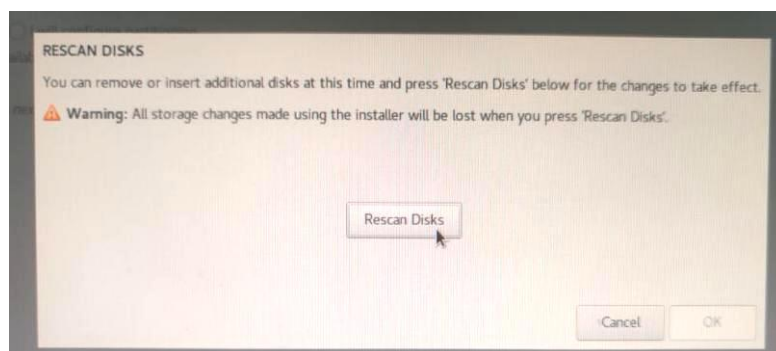 RESCAN DISKS
You can remove or insert additional disks at this time and press 'Rescan Disks' below for the changes to take effect.
Warning: All storage changes made using the installer will be lost when you press 'Rescan Disks'.
Rescan Disks
Cancel
OK